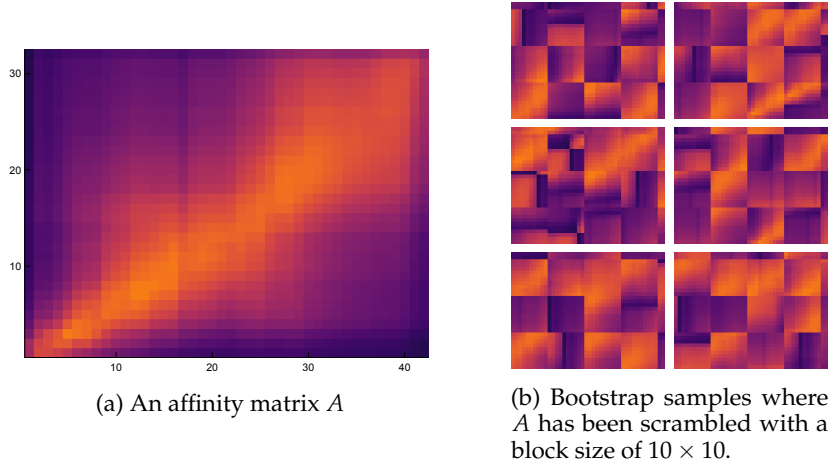 30
20
10
10
20
30
40
(a) An affinity matrix A
(b) Bootstrap samples where
A has been scrambled with a
block size of 10 × 10.